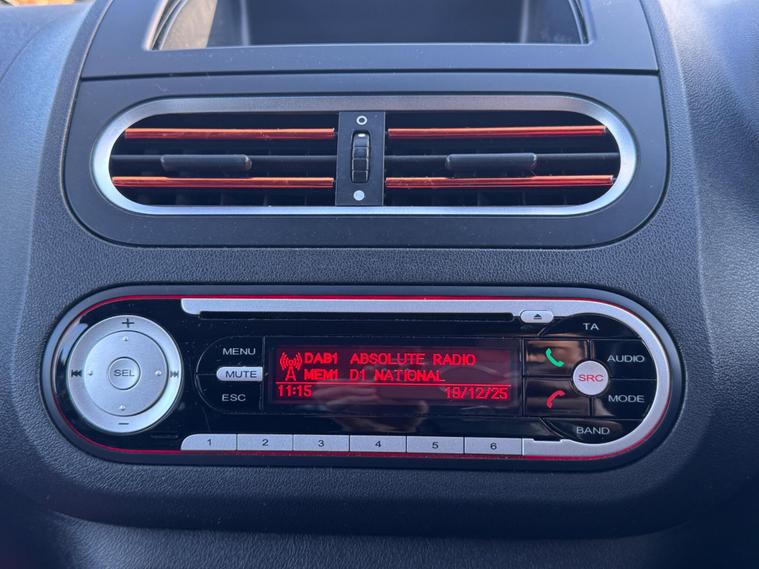 TA
MENU
DAB1 ABSOLUTE RADIO
AUDIO
SEL
MUTE
MEM1 D1 NATIONAL
SRC
ESC
11:15 19/12/25
MODE
BAND
1 2 3 4 5 6